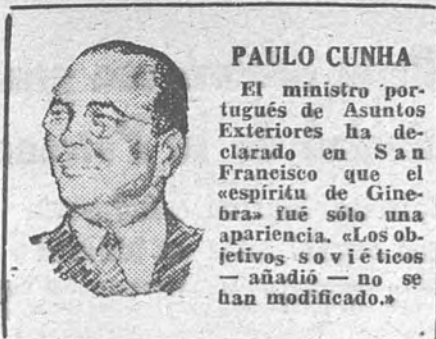 PAULO CUNHA
El ministro por-
tugués de Asuntos
Exteriores ha de-
clarado en San
Francisco que el
«espíritu de Gine-
bra» fué sólo una
apariencia. «Los ob-
jetivos soviéticos
— añadió — no se
han modificado.»